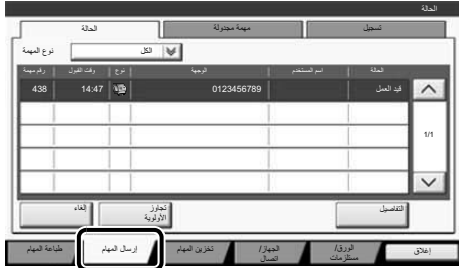 الحالة
الحالة
مهمة مجدولة
تسجيل
نوع المهمة
الكل
رقم مهمة
وقت القبول
نوع
الوجهة
اسم المستخدم
الحالة
438
14:47
0123456789
قيد العمل
1/1
إلغاء
تجاوز
الأولوية
التفاصيل
طباعة المهام
إرسال المهام
تخزين المهام
الجهاز/
اتصال
الورق/
مستلزمات
إغلاق